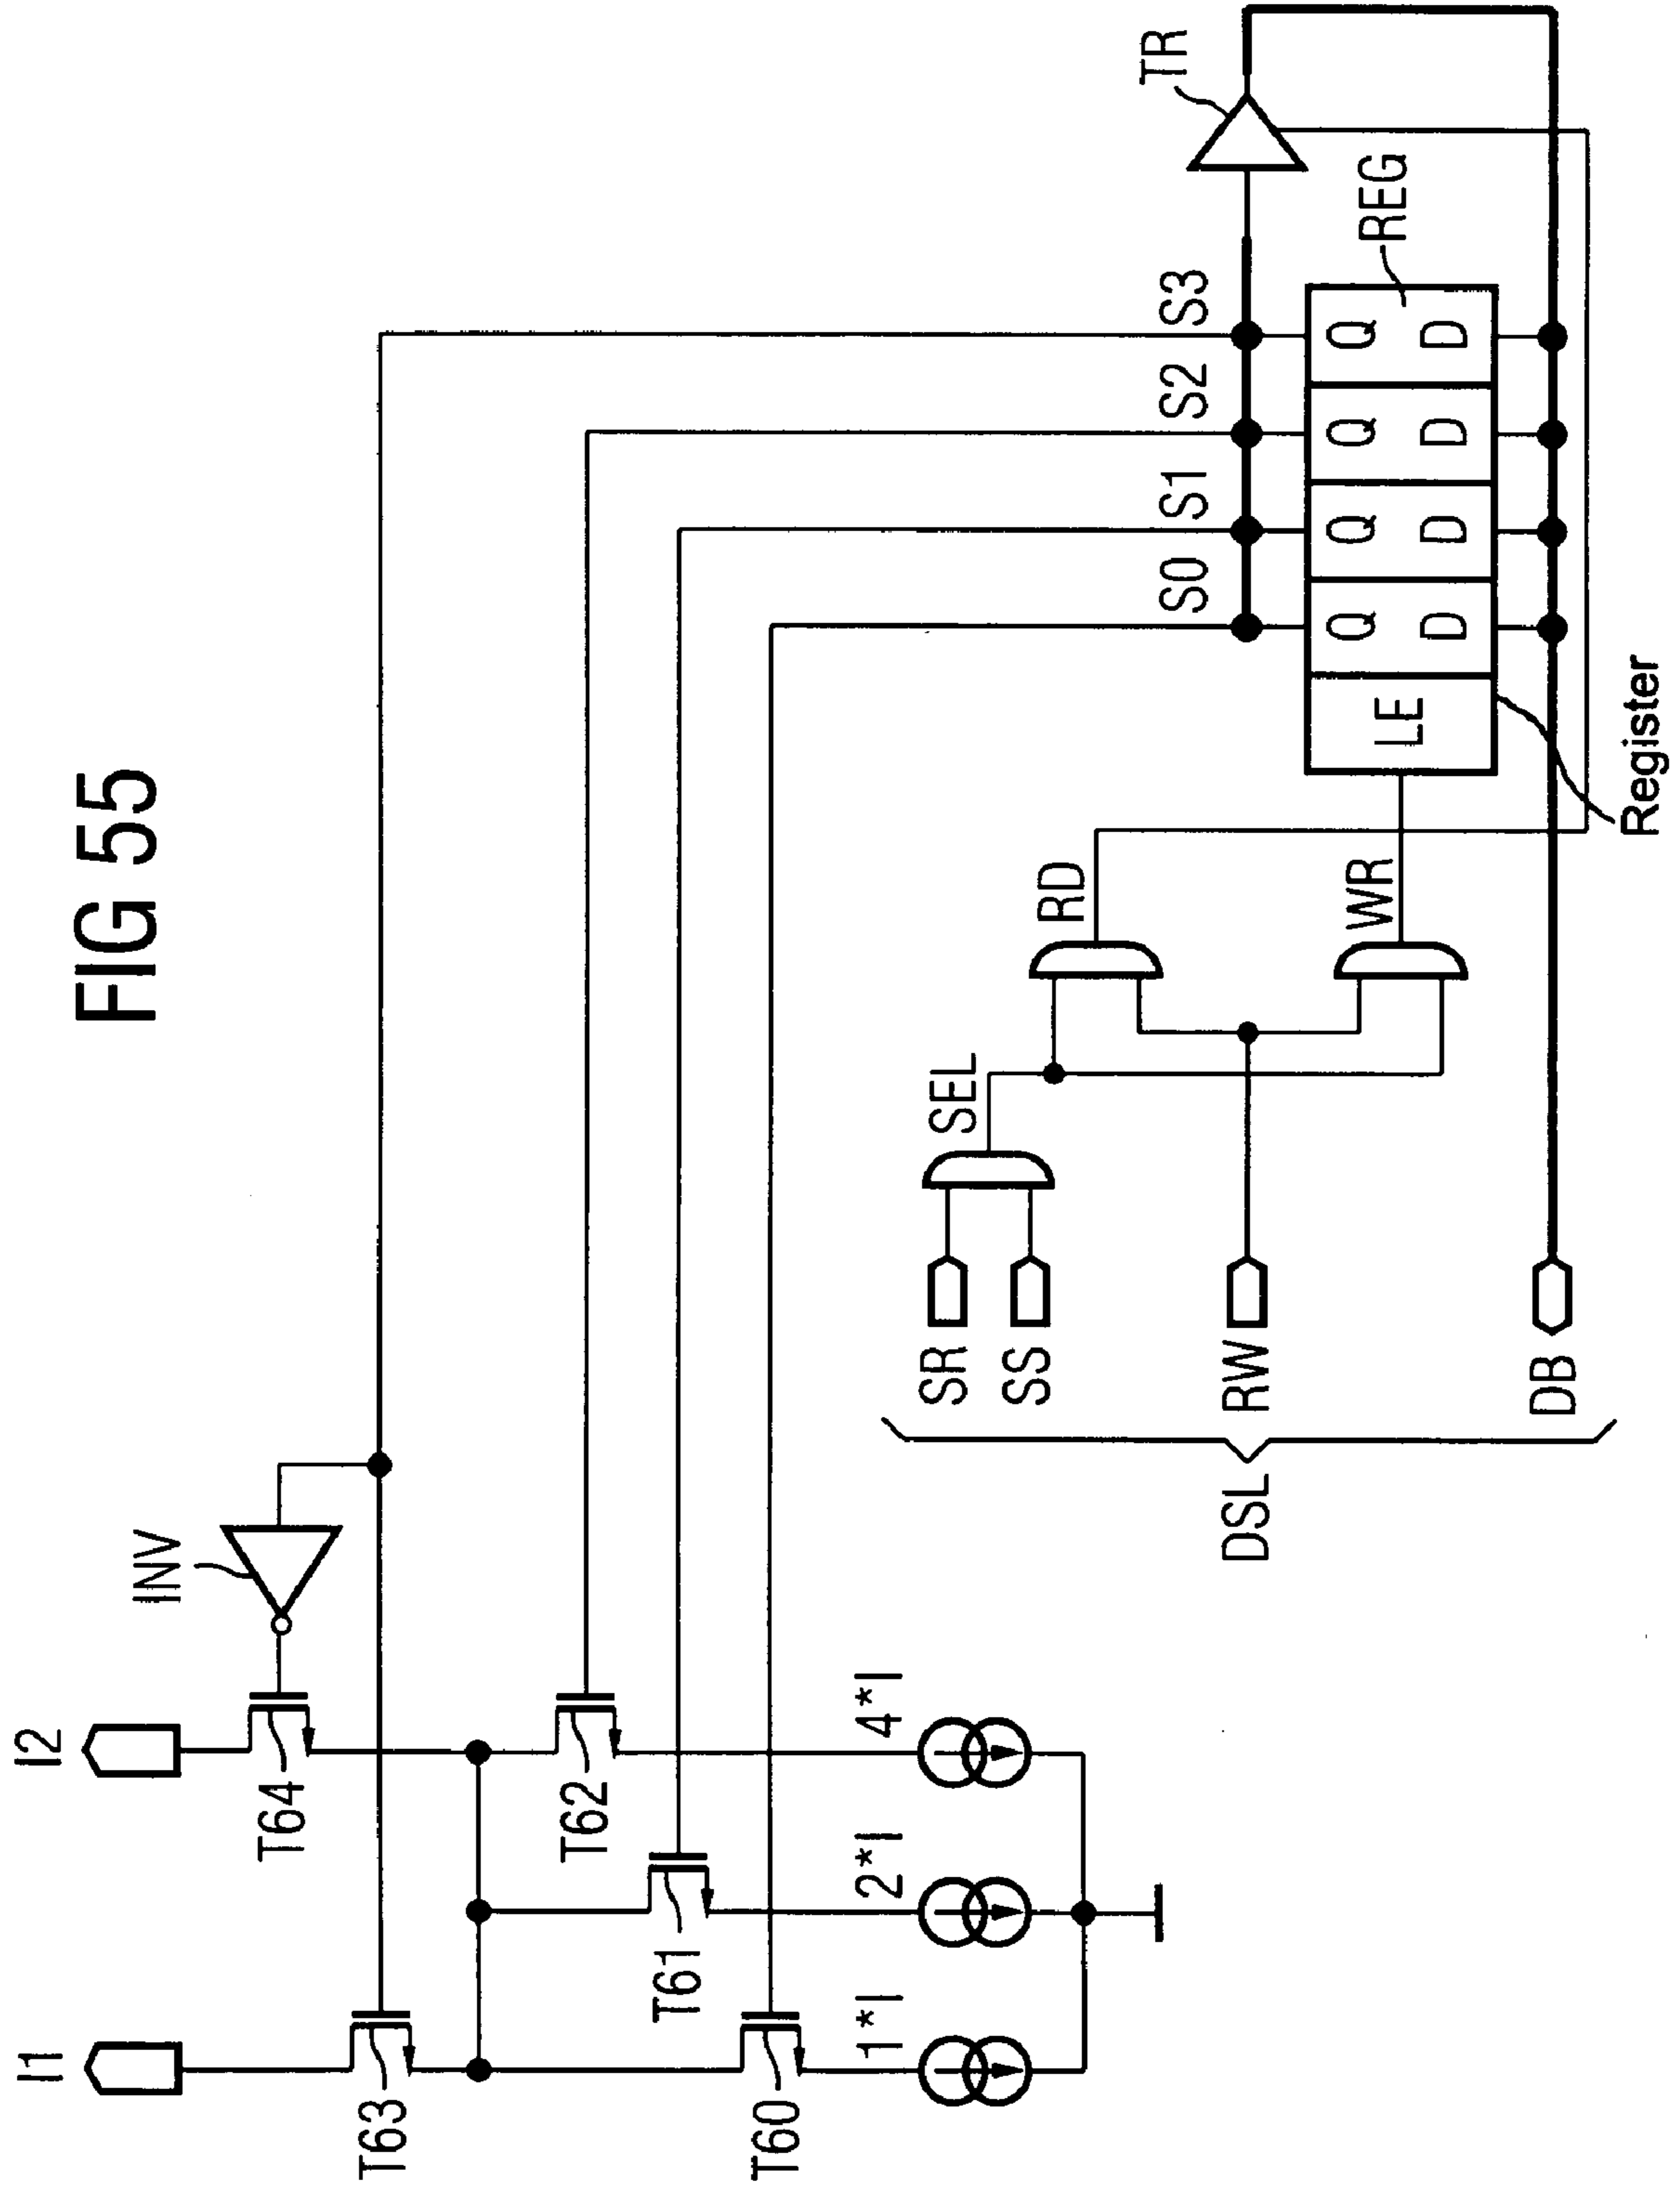 FIG 55
I1
I2
INV
T63
T64
T62
T61
T60
1*I
2*I
4*I
S0
S1
S2
S3
TR
SR
SS
SEL
RD
RW
WR
DSL
DB
LE
Q
Q
Q
Q
D
D
D
D
REG
Register